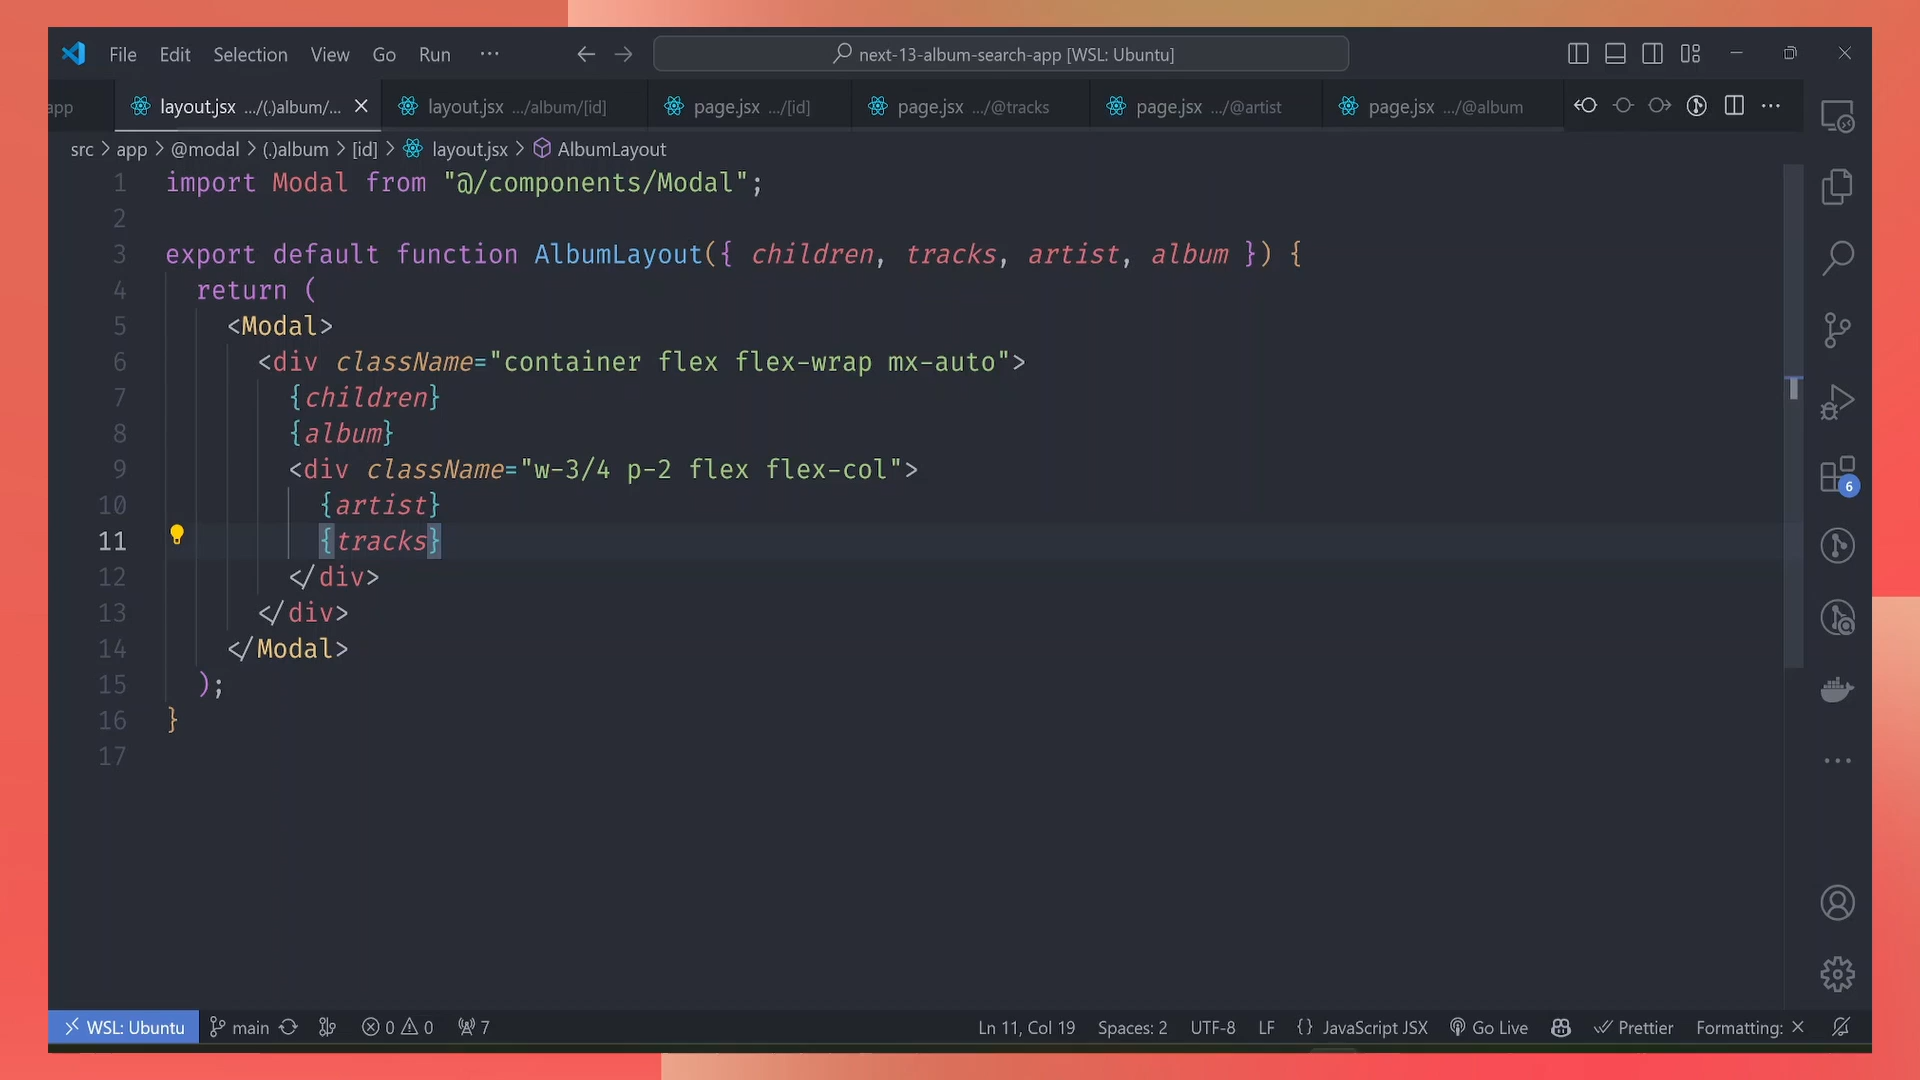 File Edit Selection View Go Run ···
next-13-album-search-app [WSL: Ubuntu]
app
layout.jsx .../(.)album/...
layout.jsx .../album/[id]
page.jsx .../[id]
page.jsx .../@tracks
page.jsx .../@artist
page.jsx .../@album
src > app > @modal > (.)album > [id] > layout.jsx > AlbumLayout
1 import Modal from "@/components/Modal";
2
3 export default function AlbumLayout({ children, tracks, artist, album }) {
4 return (
5 <Modal>
6 <div className="container flex flex-wrap mx-auto">
7 {children}
8 {album}
9 <div className="w-3/4 p-2 flex flex-col">
10 {artist}
11 {tracks}
12 </div>
13 </div>
14 </Modal>
15 );
16 }
17
6
WSL: Ubuntu main 0 0 7 Ln 11, Col 19 Spaces: 2 UTF-8 LF {} JavaScript JSX Go Live Prettier Formatting: ×